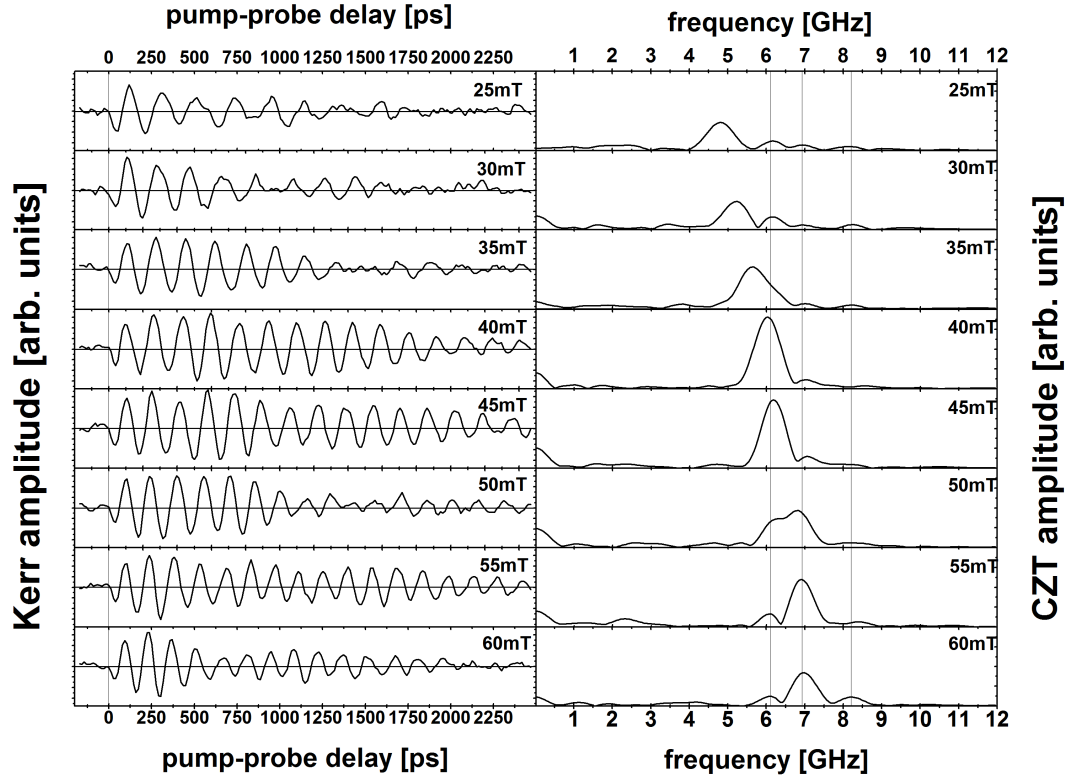 pump-probe delay [ps]
frequency [GHz]
0 250 500 750 1000 1250 1500 1750 2000 2250
1 2 3 4 5 6 7 8 9 10 11 12
Kerr amplitude [arb. units]
CZT amplitude [arb. units]
25mT
25mT
30mT
30mT
35mT
35mT
40mT
40mT
45mT
45mT
50mT
50mT
55mT
55mT
60mT
60mT
0 250 500 750 1000 1250 1500 1750 2000 2250
1 2 3 4 5 6 7 8 9 10 11 12
pump-probe delay [ps]
frequency [GHz]